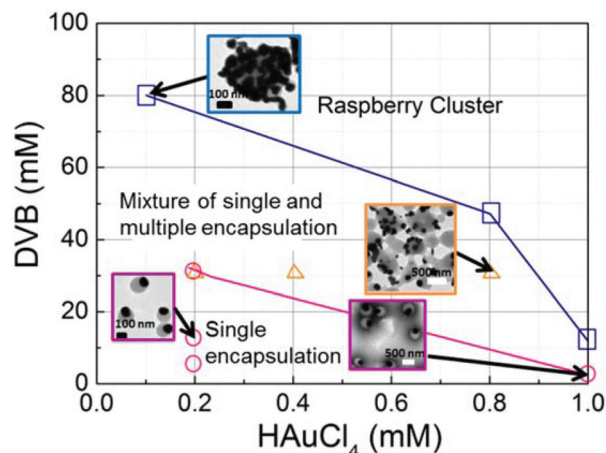 100
100 nm
Raspberry Cluster
80
60
Mixture of single and
multiple encapsulation
40
500nm
20
100 nm
Single
encapsulation
500 nm
0
0.0
0.2
0.4
0.6
0.8
1.0
DVB (mM)
HAuCl4 (mM)